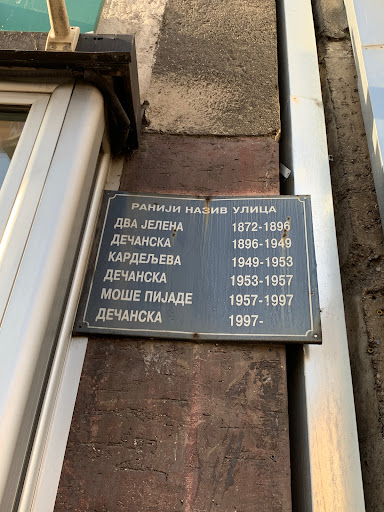 РАНИЈИ НАЗИВ УЛИЦА
ДВА ЈЕЛЕНА 1872-1896
ДЕЧАНСКА 1896-1949
КАРДЕЉЕВА 1949-1953
ДЕЧАНСКА 1953-1957
МОШЕ ПИЈАДЕ 1957-1997
ДЕЧАНСКА 1997-